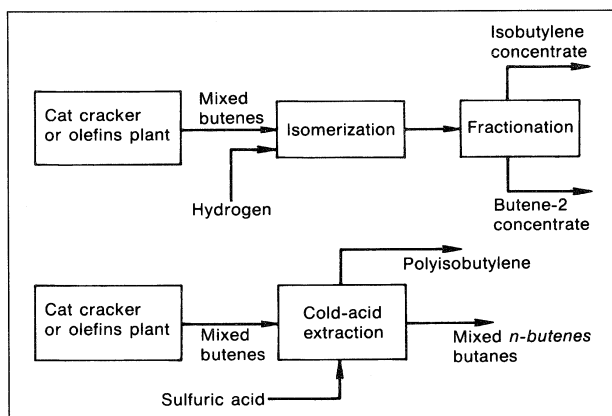 Isobutylene
concentrate
Cat cracker
or olefins plant
Mixed
butenes
Isomerization
Fractionation
Hydrogen
Butene-2
concentrate
Polyisobutylene
Cat cracker
or olefins plant
Mixed
butenes
Cold-acid
extraction
Mixed n-butenes
butanes
Sulfuric acid